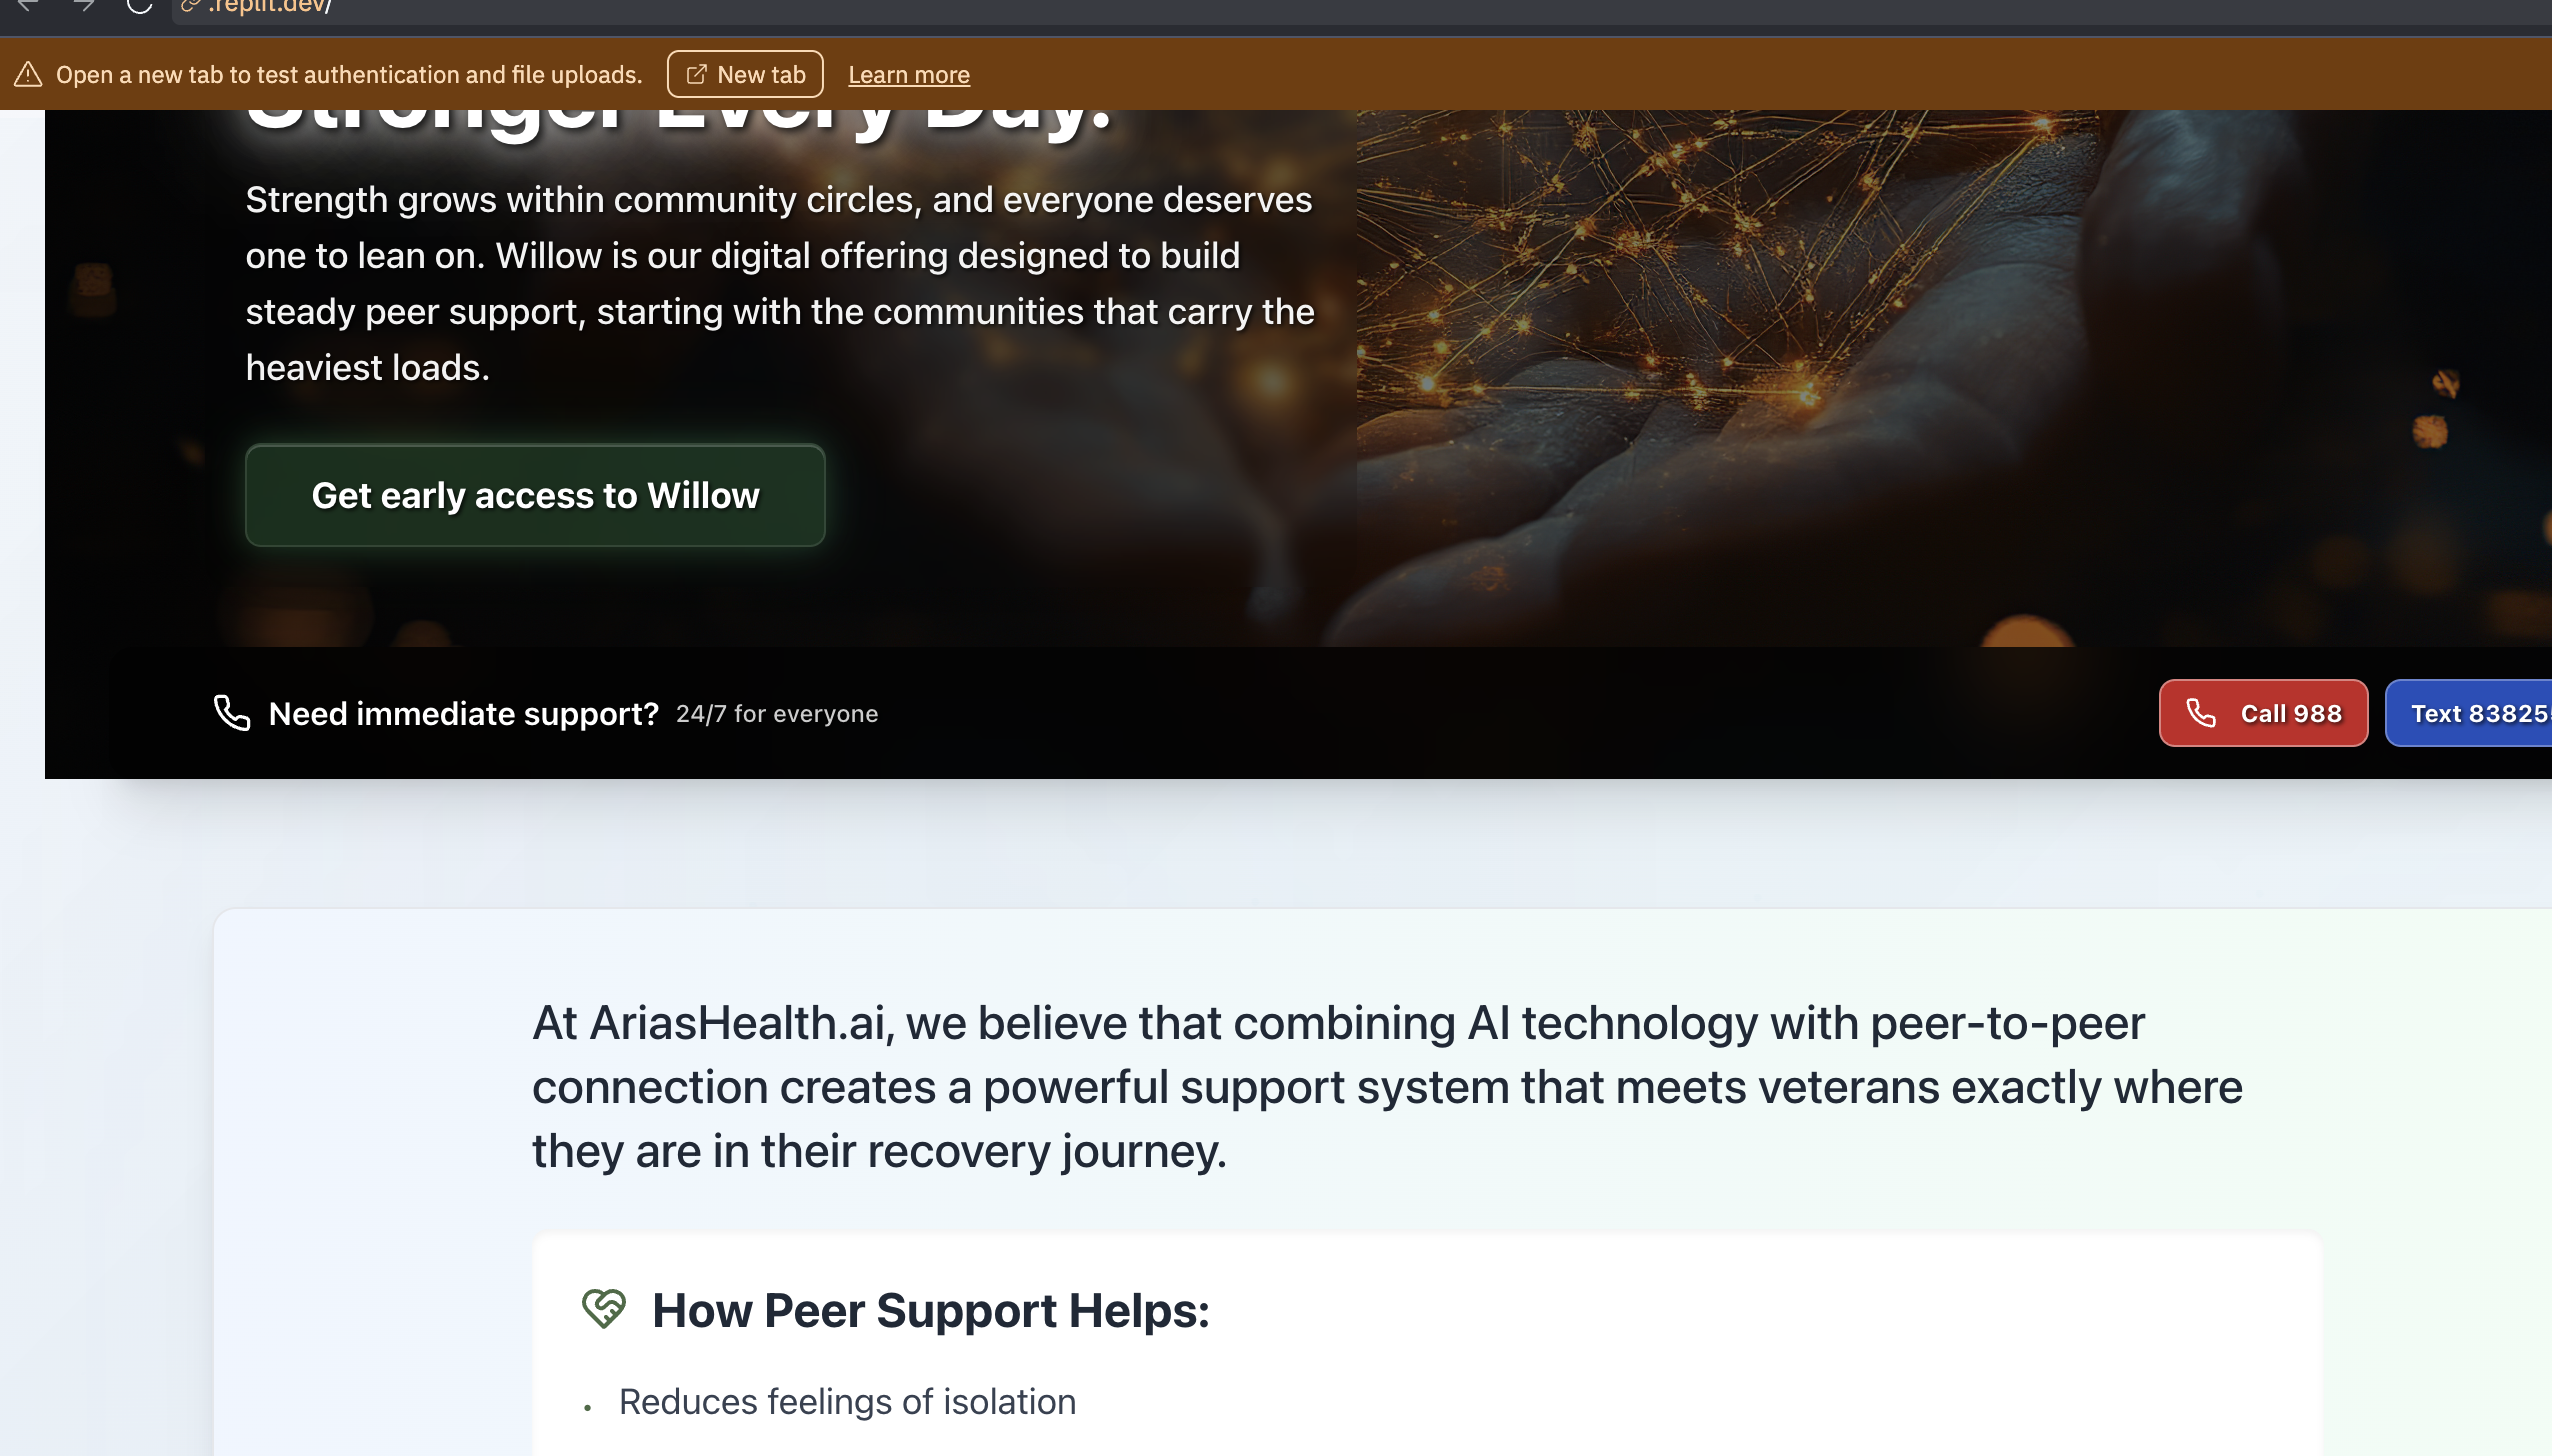 .replit.dev/
Open a new tab to test authentication and file uploads. New tab Learn more
Stronger Every Day.
Strength grows within community circles, and everyone deserves
one to lean on. Willow is our digital offering designed to build
steady peer support, starting with the communities that carry the
heaviest loads.
Get early access to Willow
Need immediate support? 24/7 for everyone
Call 988
Text 83825
At AriasHealth.ai, we believe that combining AI technology with peer-to-peer
connection creates a powerful support system that meets veterans exactly where
they are in their recovery journey.
How Peer Support Helps:
• Reduces feelings of isolation